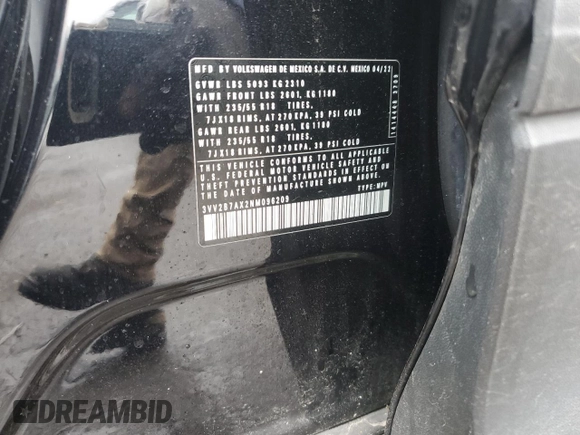 MFD BY VOLKSWAGEN DE MEXICO S.A. DE C.V. MEXICO 04/22
GVWR LBS 5093 KG 2310
GAWR FRONT LBS 2601, KG 1180
WITH 235/55 R18 TIRES,
7JX18 RIMS, AT 270 KPA, 39 PSI COLD
GAWR REAR LBS 2601, KG 1180
WITH 235/55 R18 TIRES,
7JX18 RIMS, AT 270 KPA, 39 PSI COLD
THIS VEHICLE CONFORMS TO ALL APPLICABLE
U.S. FEDERAL MOTOR VEHICLE SAFETY AND
THEFT PREVENTION STANDARDS IN EFFECT ON
THE DATE OF MANUFACTURE SHOWN ABOVE.
3VV2B7AX2NM096209
TYPE: MPV
DREAMBID